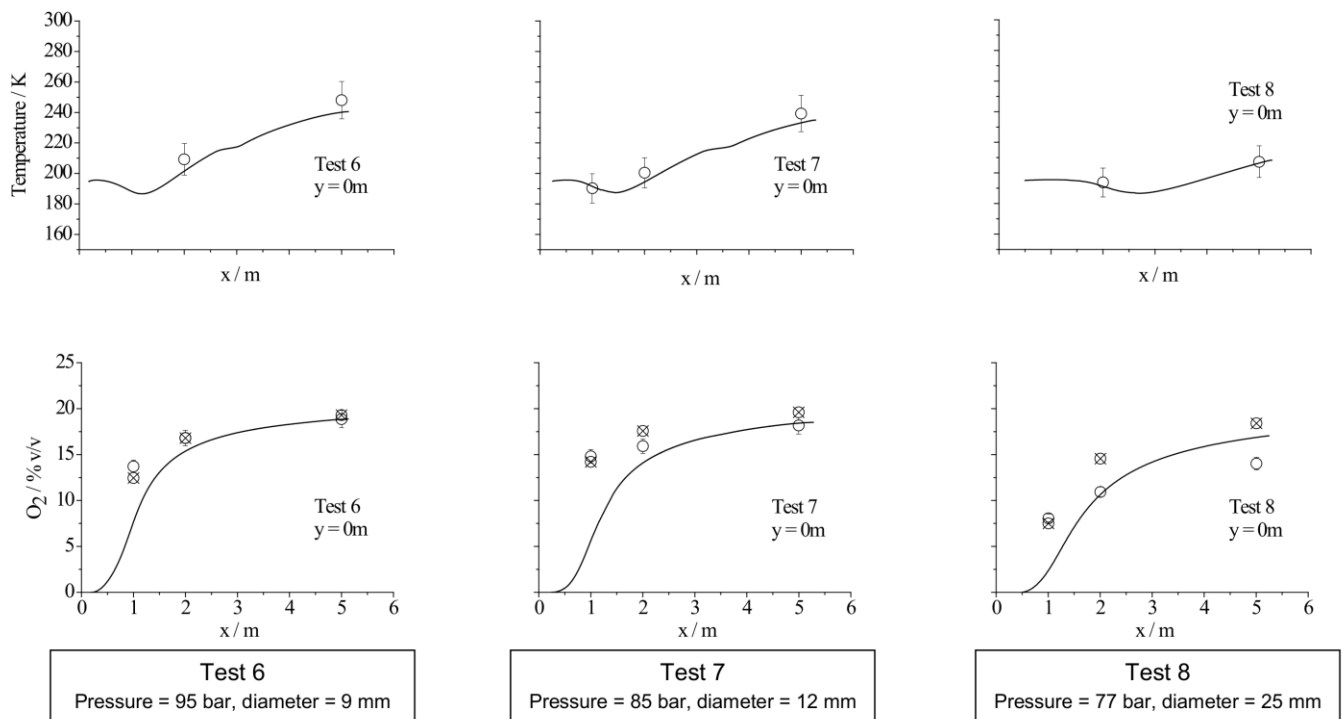 300
280
260
240
220
200
180
160
Temperature / K
Test 6
y = 0m
x / m
Test 7
y = 0m
x / m
Test 8
y = 0m
x / m
25
20
15
10
5
0
O2 / % v/v
Test 6
y = 0m
0 1 2 3 4 5 6
x / m
Test 7
y = 0m
0 1 2 3 4 5 6
x / m
Test 8
y = 0m
0 1 2 3 4 5 6
x / m
Test 6
Pressure = 95 bar, diameter = 9 mm
Test 7
Pressure = 85 bar, diameter = 12 mm
Test 8
Pressure = 77 bar, diameter = 25 mm